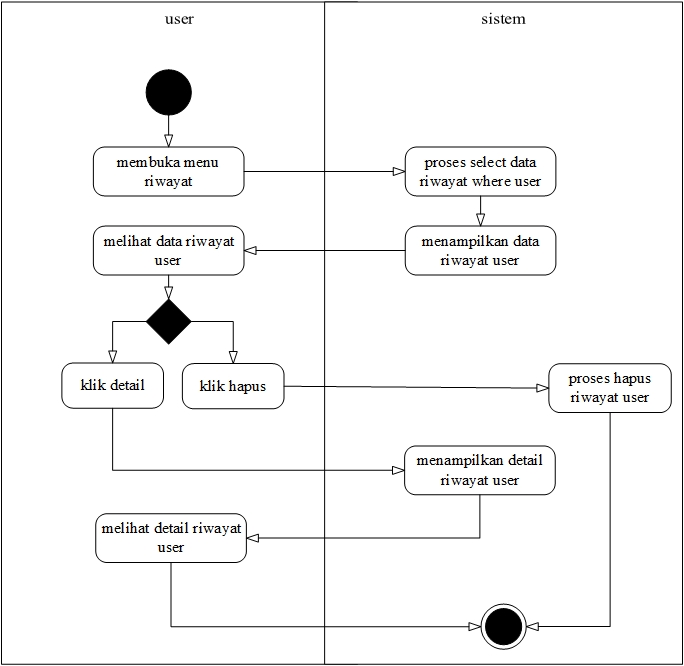 user
sistem
membuka menu
riwayat
proses select data
riwayat where user
melihat data riwayat
user
menampilkan data
riwayat user
klik detail
klik hapus
proses hapus
riwayat user
menampilkan detail
riwayat user
melihat detail riwayat
user